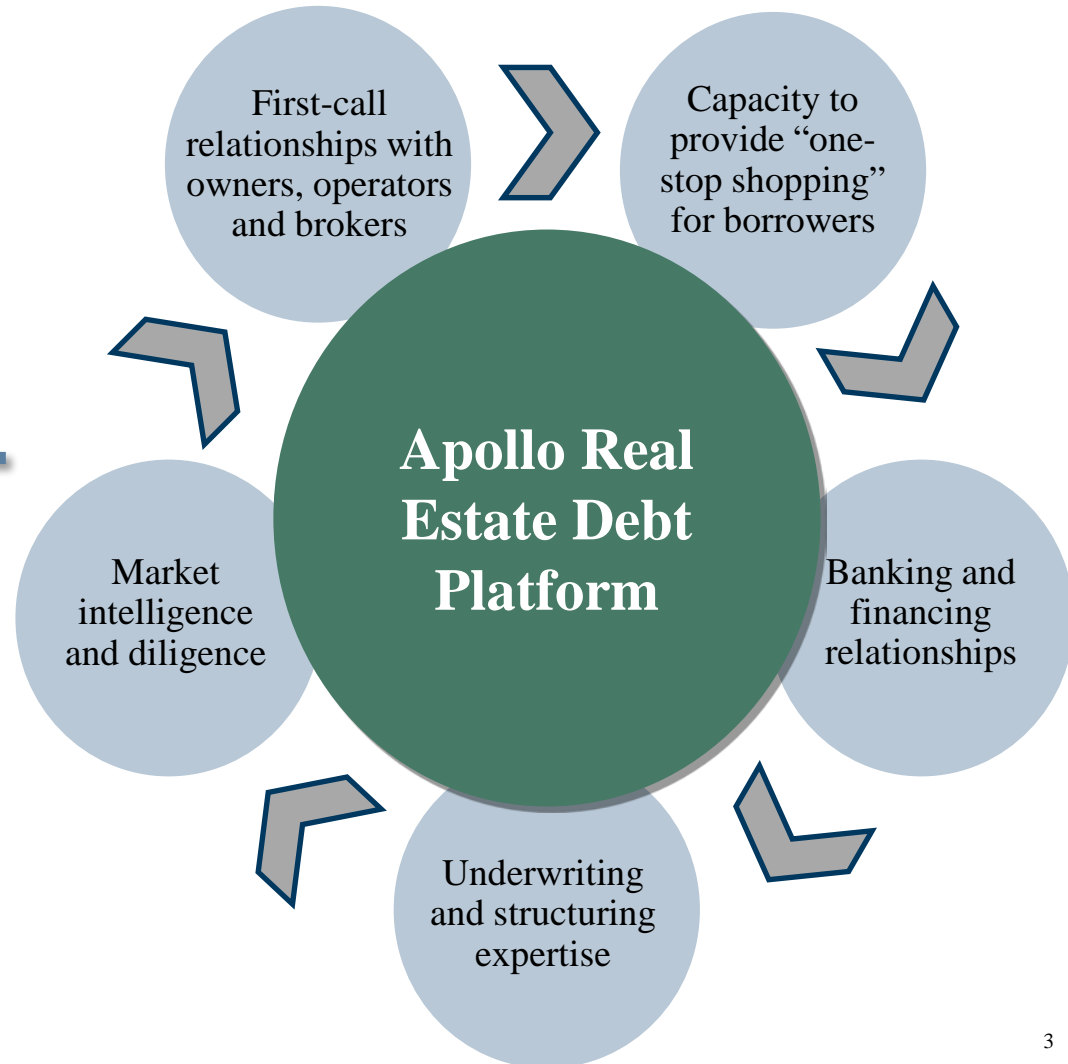 First-call
relationships with
owners, operators
and brokers
Capacity to
provide “one-
stop shopping”
for borrowers
Apollo Real
Estate Debt
Platform
Market
intelligence
and diligence
Banking and
financing
relationships
Underwriting
and structuring
expertise
3